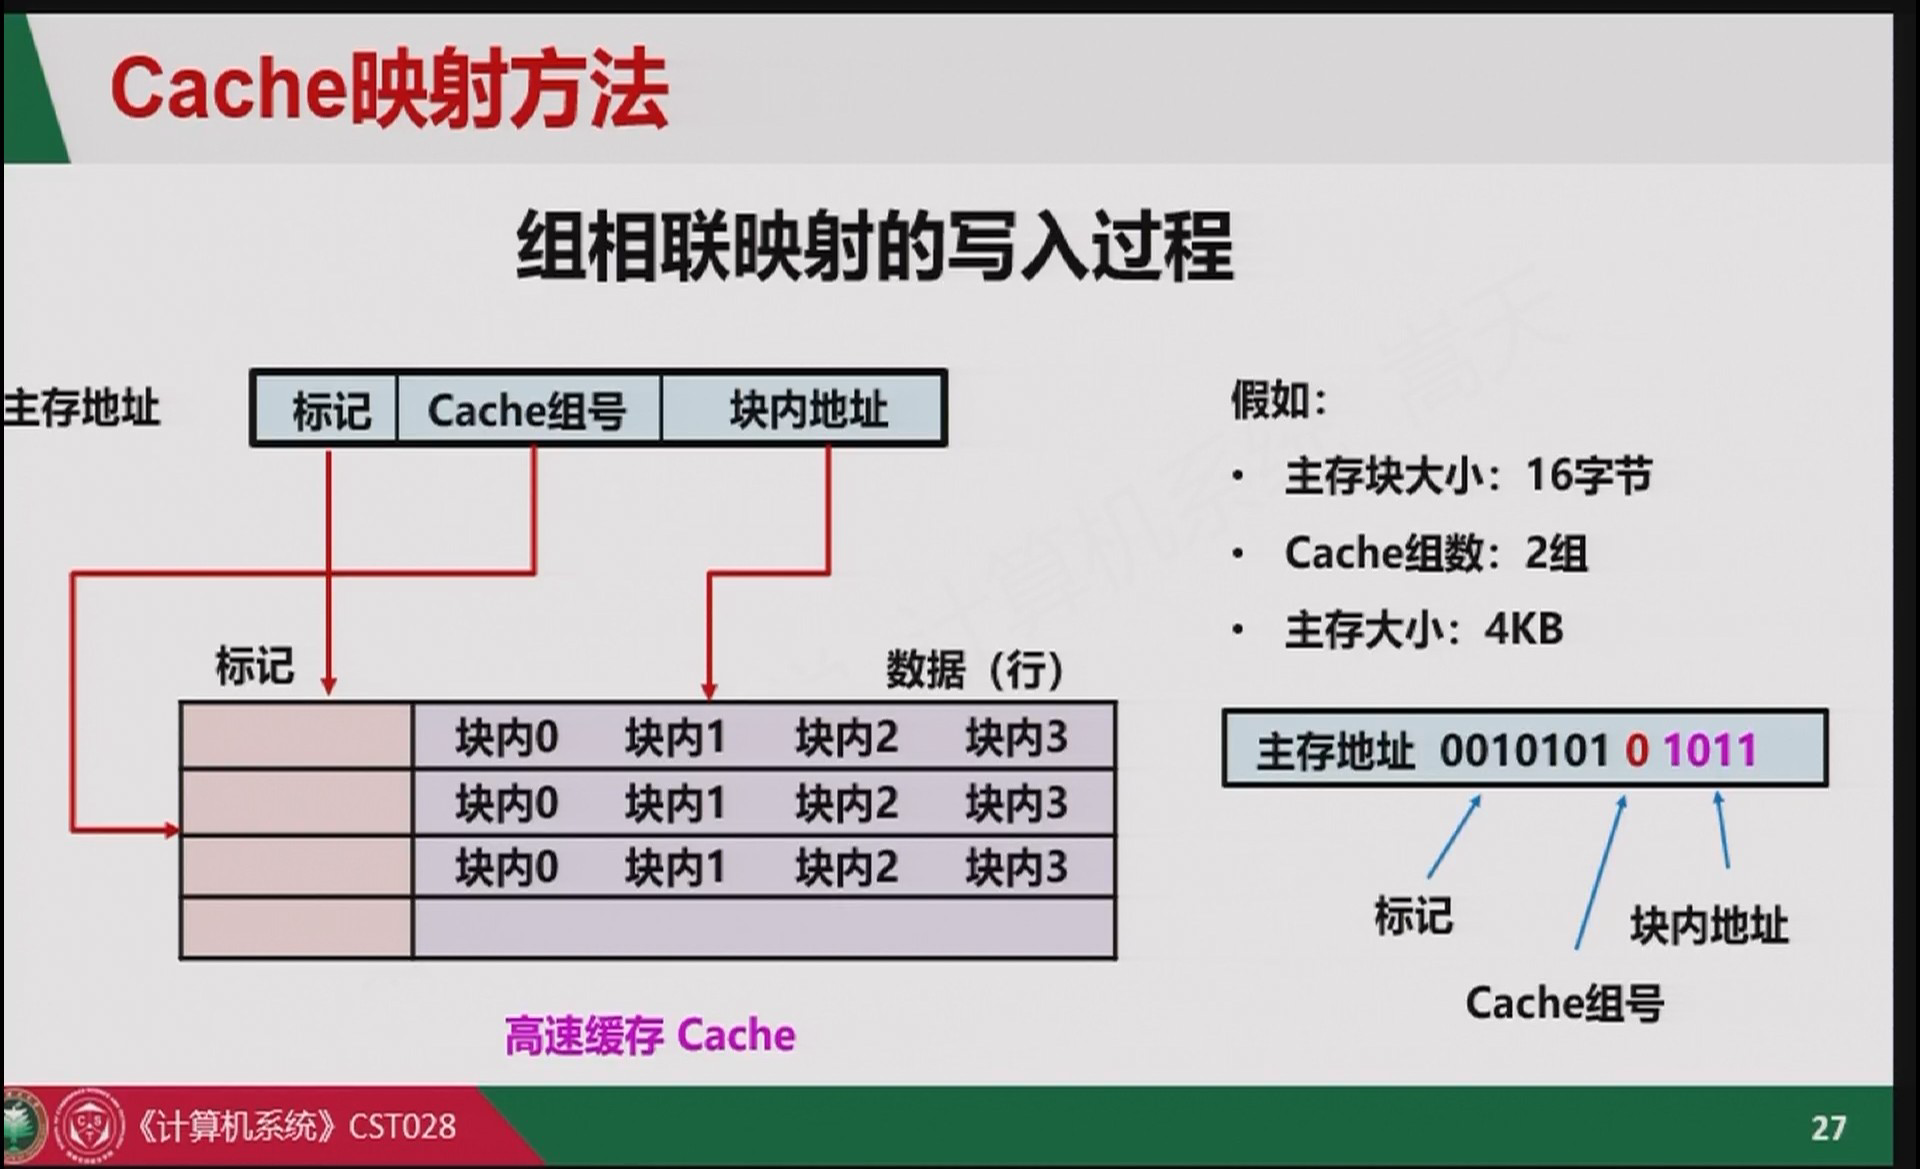 Cache映射方法
组相联映射的写入过程
主存地址 标记 Cache组号 块内地址
标记 数据（行）
块内0 块内1 块内2 块内3
块内0 块内1 块内2 块内3
块内0 块内1 块内2 块内3
高速缓存 Cache
假如：
• 主存块大小：16字节
• Cache组数：2组
• 主存大小：4KB
主存地址 0010101 0 1011
标记
块内地址
Cache组号
计算机系统 嵩天
《计算机系统》CST028
27